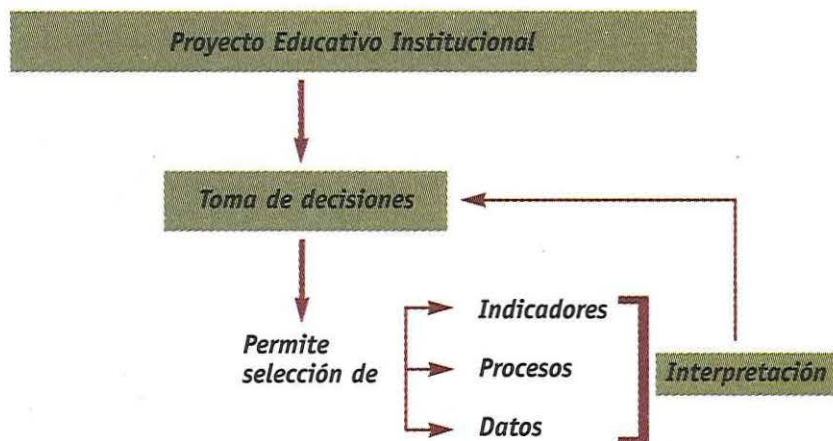 Proyecto Educativo Institucional
Toma de decisiones
Permite
selección de
Indicadores
Procesos
Datos
Interpretación